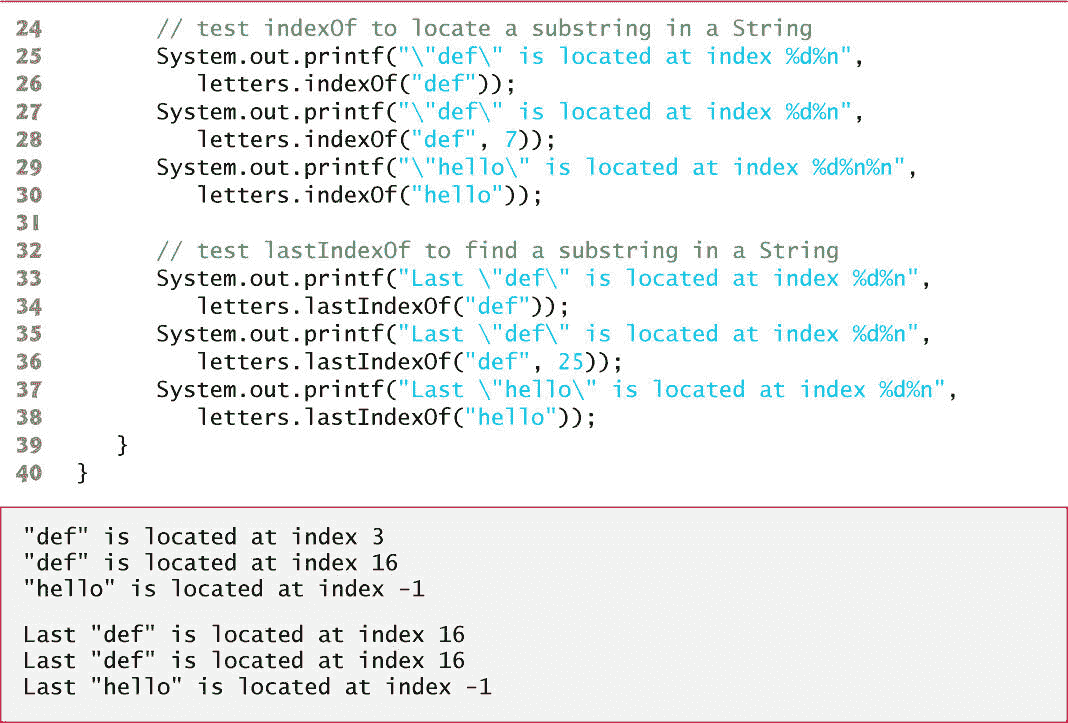 24 // test indexOf to locate a substring in a String
25 System.out.printf("\"def\" is located at index %d%n",
26 letters.indexOf("def"));
27 System.out.printf("\"def\" is located at index %d%n",
28 letters.indexOf("def", 7));
29 System.out.printf("\"hello\" is located at index %d%n%n",
30 letters.indexOf("hello"));
31
32 // test lastIndexOf to find a substring in a String
33 System.out.printf("Last \"def\" is located at index %d%n",
34 letters.lastIndexOf("def"));
35 System.out.printf("Last \"def\" is located at index %d%n",
36 letters.lastIndexOf("def", 25));
37 System.out.printf("Last \"hello\" is located at index %d%n",
38 letters.lastIndexOf("hello"));
39 }
40 }
"def" is located at index 3
"def" is located at index 16
"hello" is located at index -1
Last "def" is located at index 16
Last "def" is located at index 16
Last "hello" is located at index -1